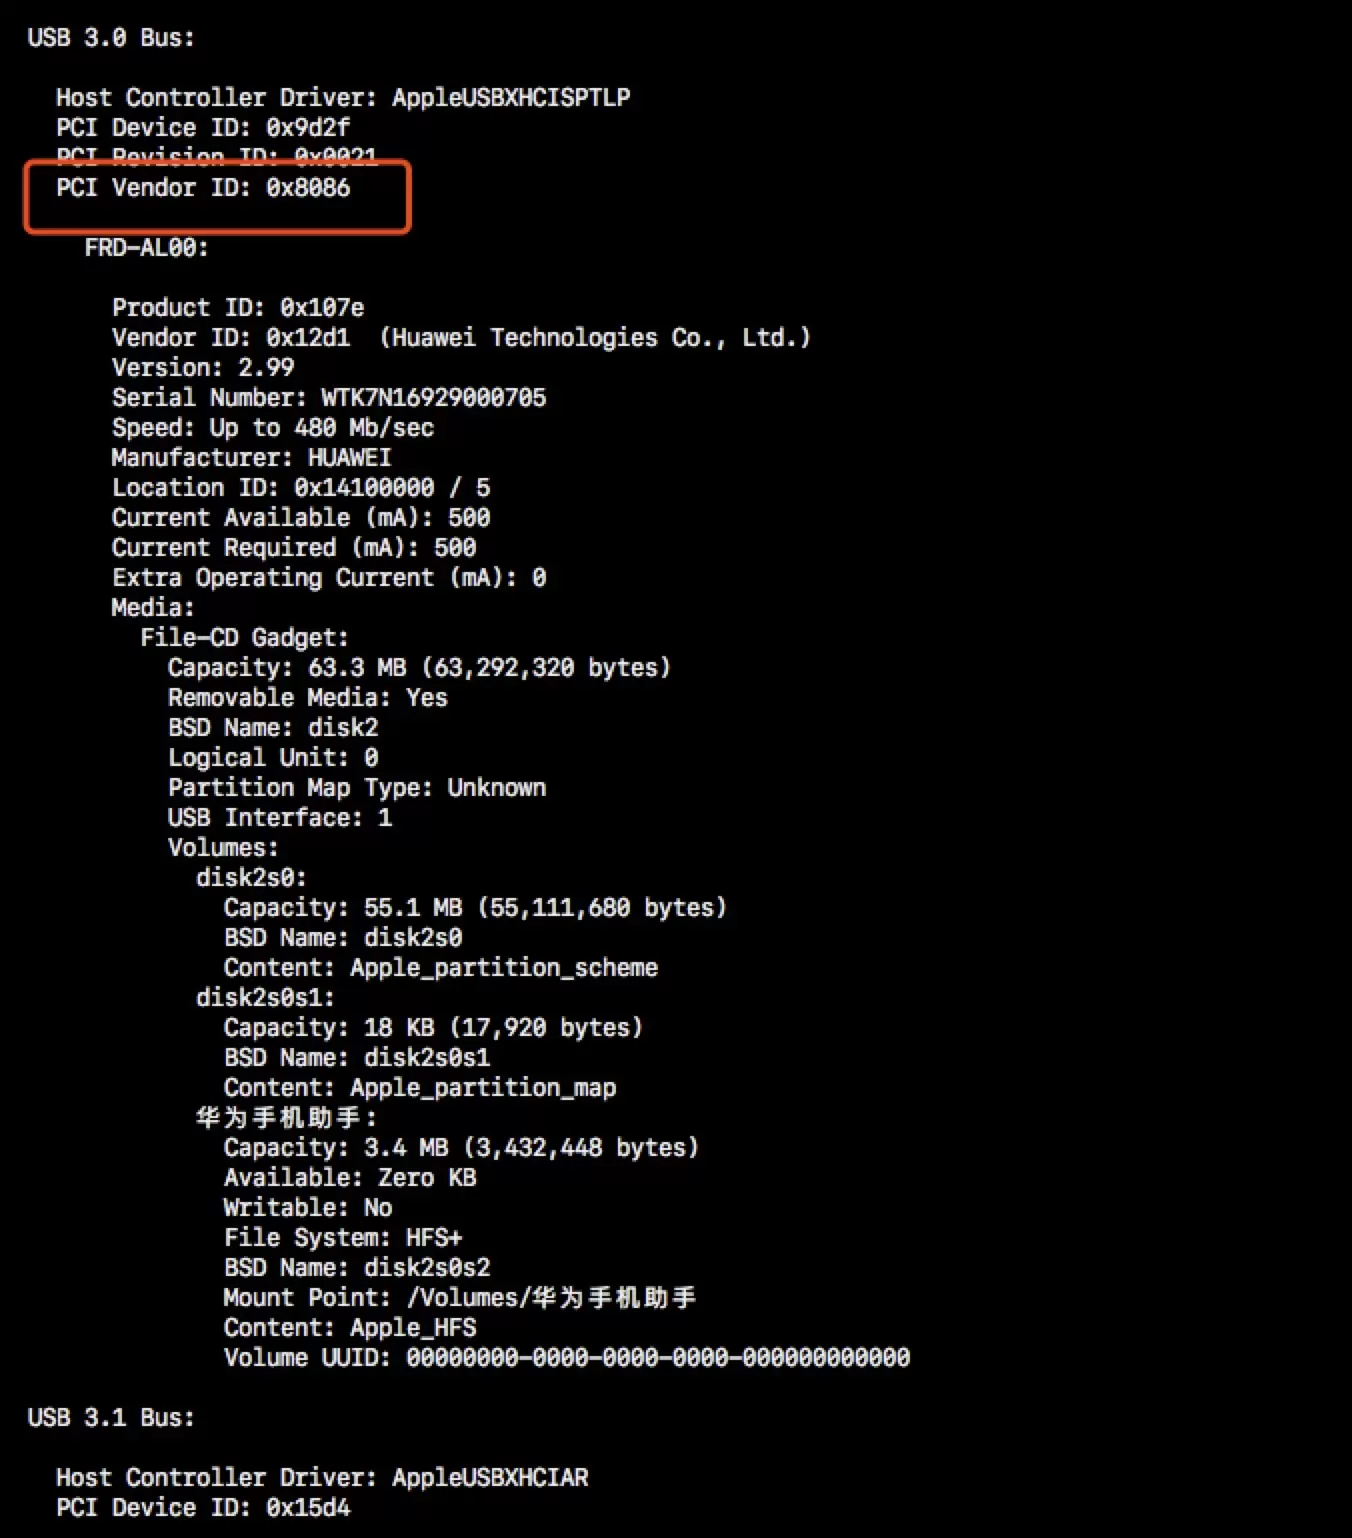 USB 3.0 Bus:
Host Controller Driver: AppleUSBXHCISPTLP
PCI Device ID: 0x9d2f
PCI Revision ID: 0x0021
PCI Vendor ID: 0x8086
FRD-AL00:
Product ID: 0x107e
Vendor ID: 0x12d1  (Huawei Technologies Co., Ltd.)
Version: 2.99
Serial Number: WTK7N16929000705
Speed: Up to 480 Mb/sec
Manufacturer: HUAWEI
Location ID: 0x14100000 / 5
Current Available (mA): 500
Current Required (mA): 500
Extra Operating Current (mA): 0
Media:
File-CD Gadget:
Capacity: 63.3 MB (63,292,320 bytes)
Removable Media: Yes
BSD Name: disk2
Logical Unit: 0
Partition Map Type: Unknown
USB Interface: 1
Volumes:
disk2s0:
Capacity: 55.1 MB (55,111,680 bytes)
BSD Name: disk2s0
Content: Apple_partition_scheme
disk2s0s1:
Capacity: 18 KB (17,920 bytes)
BSD Name: disk2s0s1
Content: Apple_partition_map
华为手机助手:
Capacity: 3.4 MB (3,432,448 bytes)
Available: Zero KB
Writable: No
File System: HFS+
BSD Name: disk2s0s2
Mount Point: /Volumes/华为手机助手
Content: Apple_HFS
Volume UUID: 00000000-0000-0000-0000-000000000000
USB 3.1 Bus:
Host Controller Driver: AppleUSBXHCIAR
PCI Device ID: 0x15d4